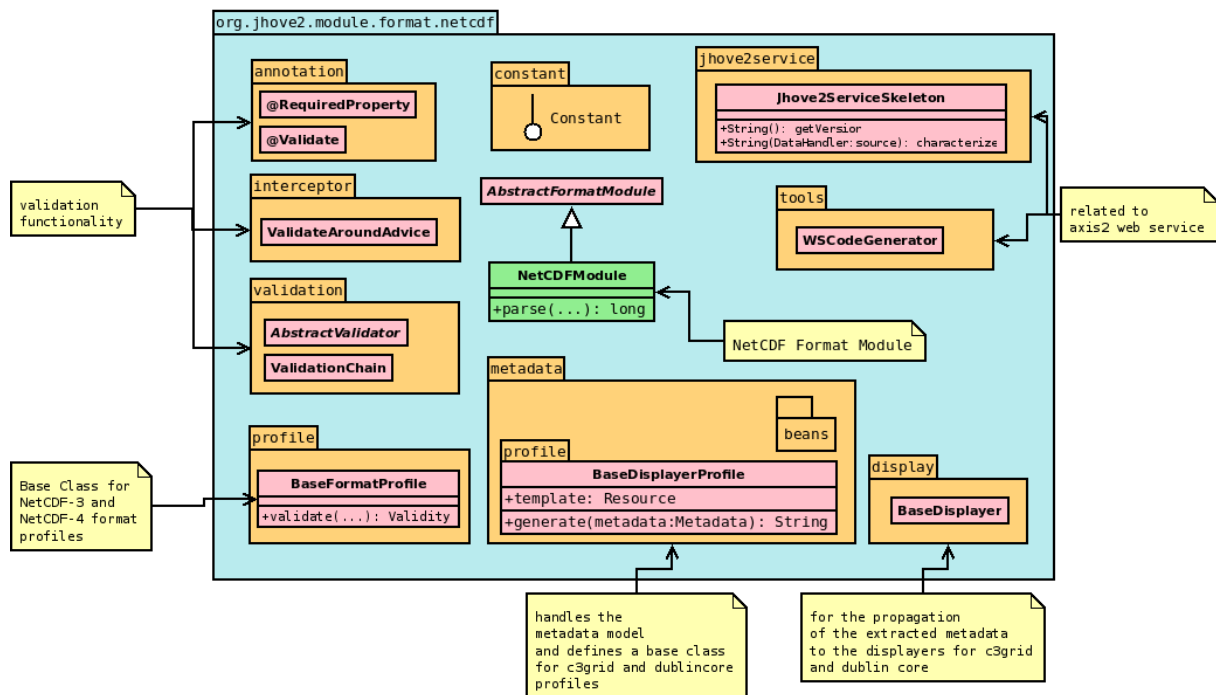 org.jhove2.module.format.netcdf
annotation
@RequiredProperty
@Validate
constant
Constant
jhove2service
Jhove2ServiceSkeleton
+String(): getVersior
+String(DataHandler:source): characterize
validation
functionality
interceptor
ValidateAroundAdvice
AbstractFormatModule
tools
WSCodeGenerator
related to
axis2 web service
validation
AbstractValidator
ValidationChain
NetCDFModule
+parse(...): long
NetCDF Format Module
metadata
beans
profile
BaseDisplayerProfile
+template: Resource
+generate(metadata:Metadata): String
profile
BaseFormatProfile
+validate(...): Validity
Base Class for
NetCDF-3 and
NetCDF-4 format
profiles
display
BaseDisplayer
handles the
metadata model
and defines a base class
for c3grid and dublincore
profiles
for the propagation
of the extracted metadata
to the displayers for c3grid
and dublin core